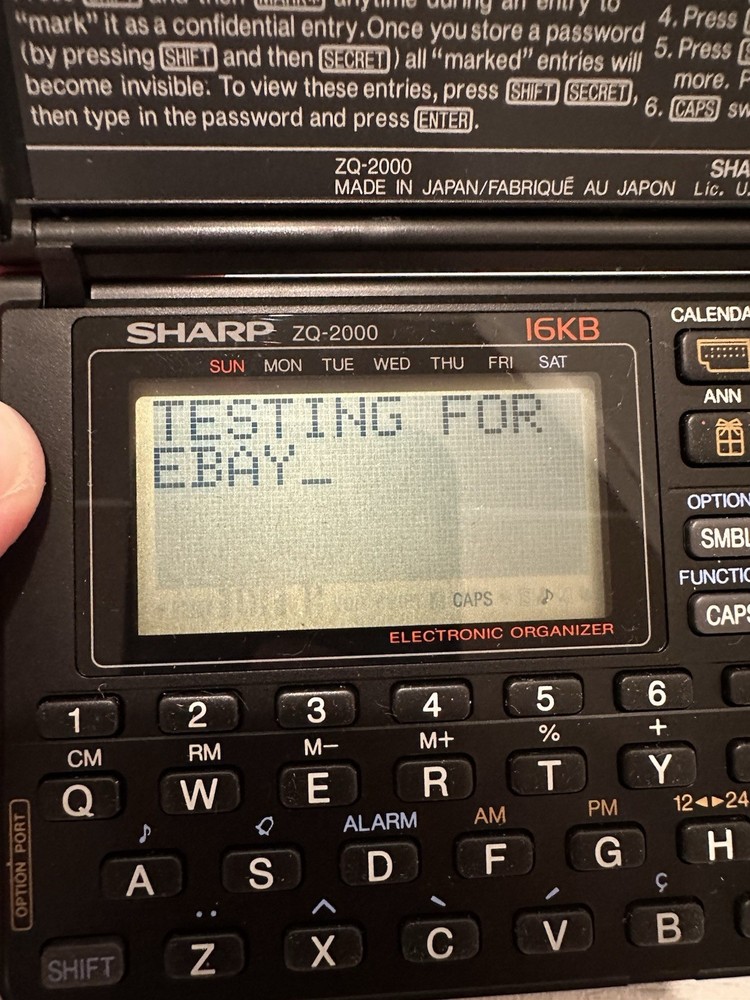 "mark" it as a confidential entry. Once you store a password
(by pressing SHIFT and then SECRET) all "marked" entries will
become invisible. To view these entries, press SHIFT SECRET,
then type in the password and press ENTER.
4. Press
5. Press
more.
6. CAPS
ZQ-2000
MADE IN JAPAN/FABRIQUÉ AU JAPON
SHARP ZQ-2000 16KB
SUN MON TUE WED THU FRI SAT
TESTING FOR
EBAY_
CAPS ♪
ELECTRONIC ORGANIZER
ANN
SMBL
CAPS
1 2 3 4 5 6
CM RM M− M+ % +
Q W E R T Y
♪ ALARM AM PM 12◄►24
A S D F G H
¨ ^ ` ´ ç
SHIFT Z X C V B
OPTION PORT